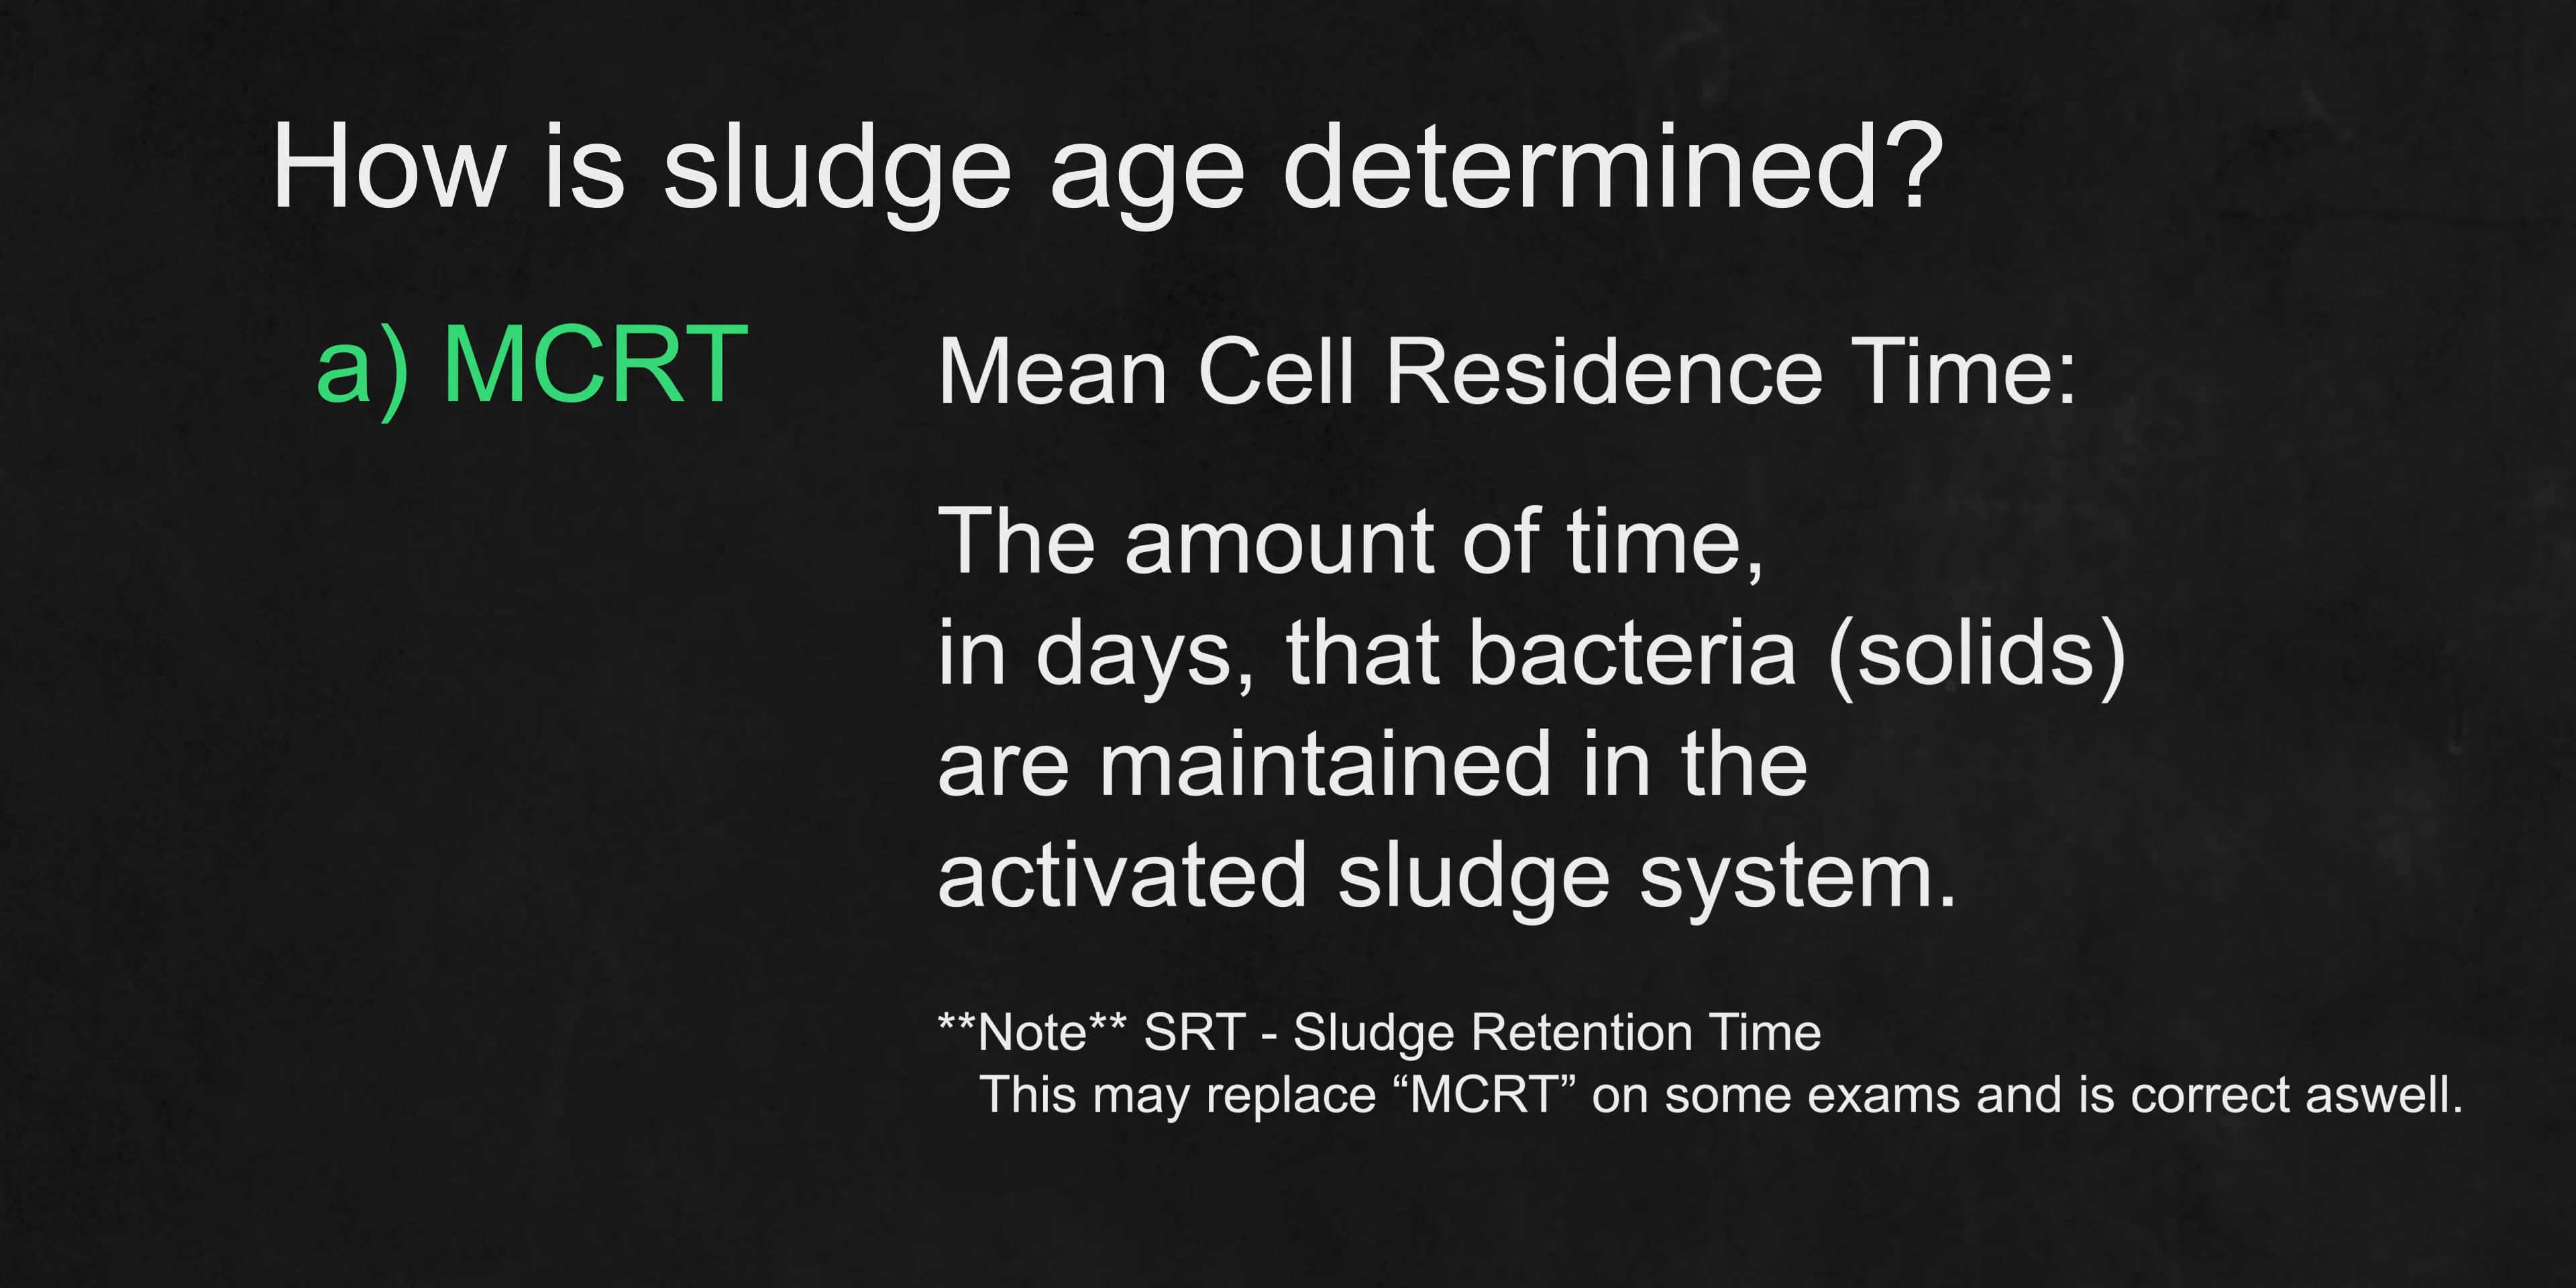 How is sludge age determined?
a) MCRT
Mean Cell Residence Time:
The amount of time,
in days, that bacteria (solids)
are maintained in the
activated sludge system.
**Note** SRT - Sludge Retention Time
This may replace “MCRT” on some exams and is correct aswell.